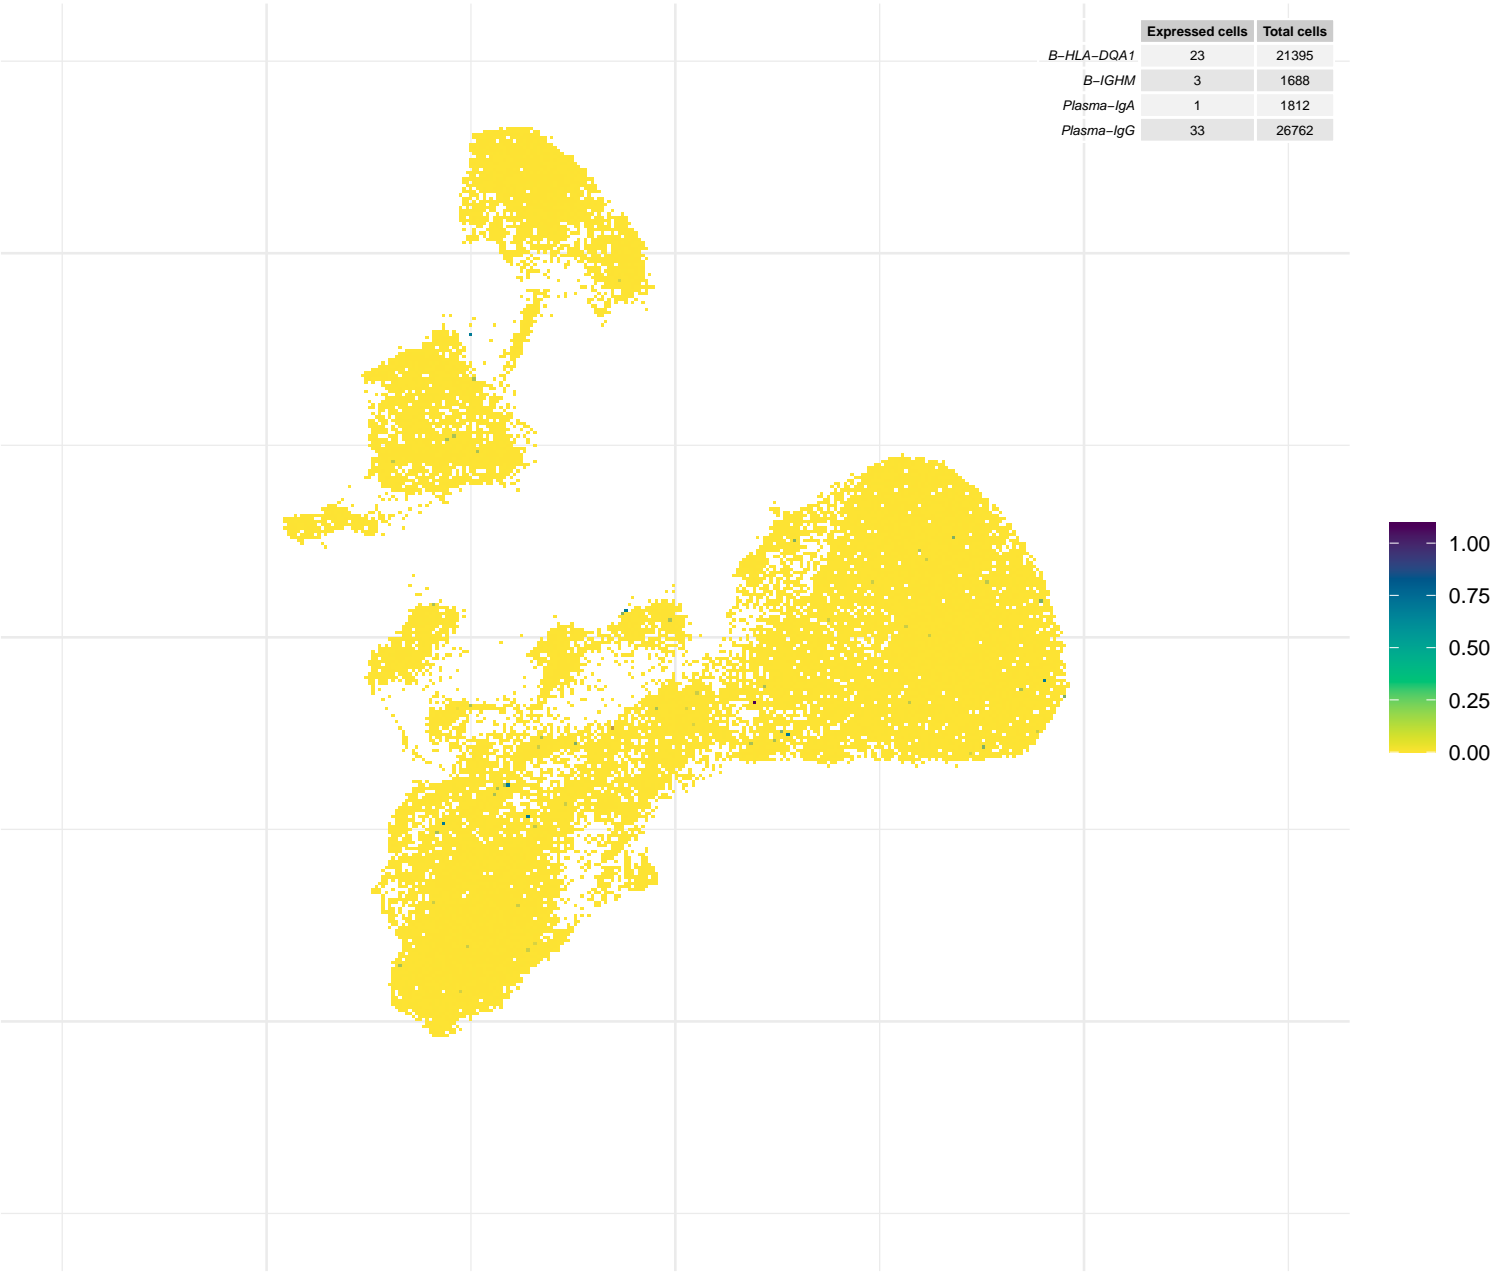 Expressed cells Total cells
B−HLA−DQA1 23 21395
B−IGHM 3 1688
Plasma−IgA 1 1812
Plasma−IgG 33 26762
1.00
0.75
0.50
0.25
0.00